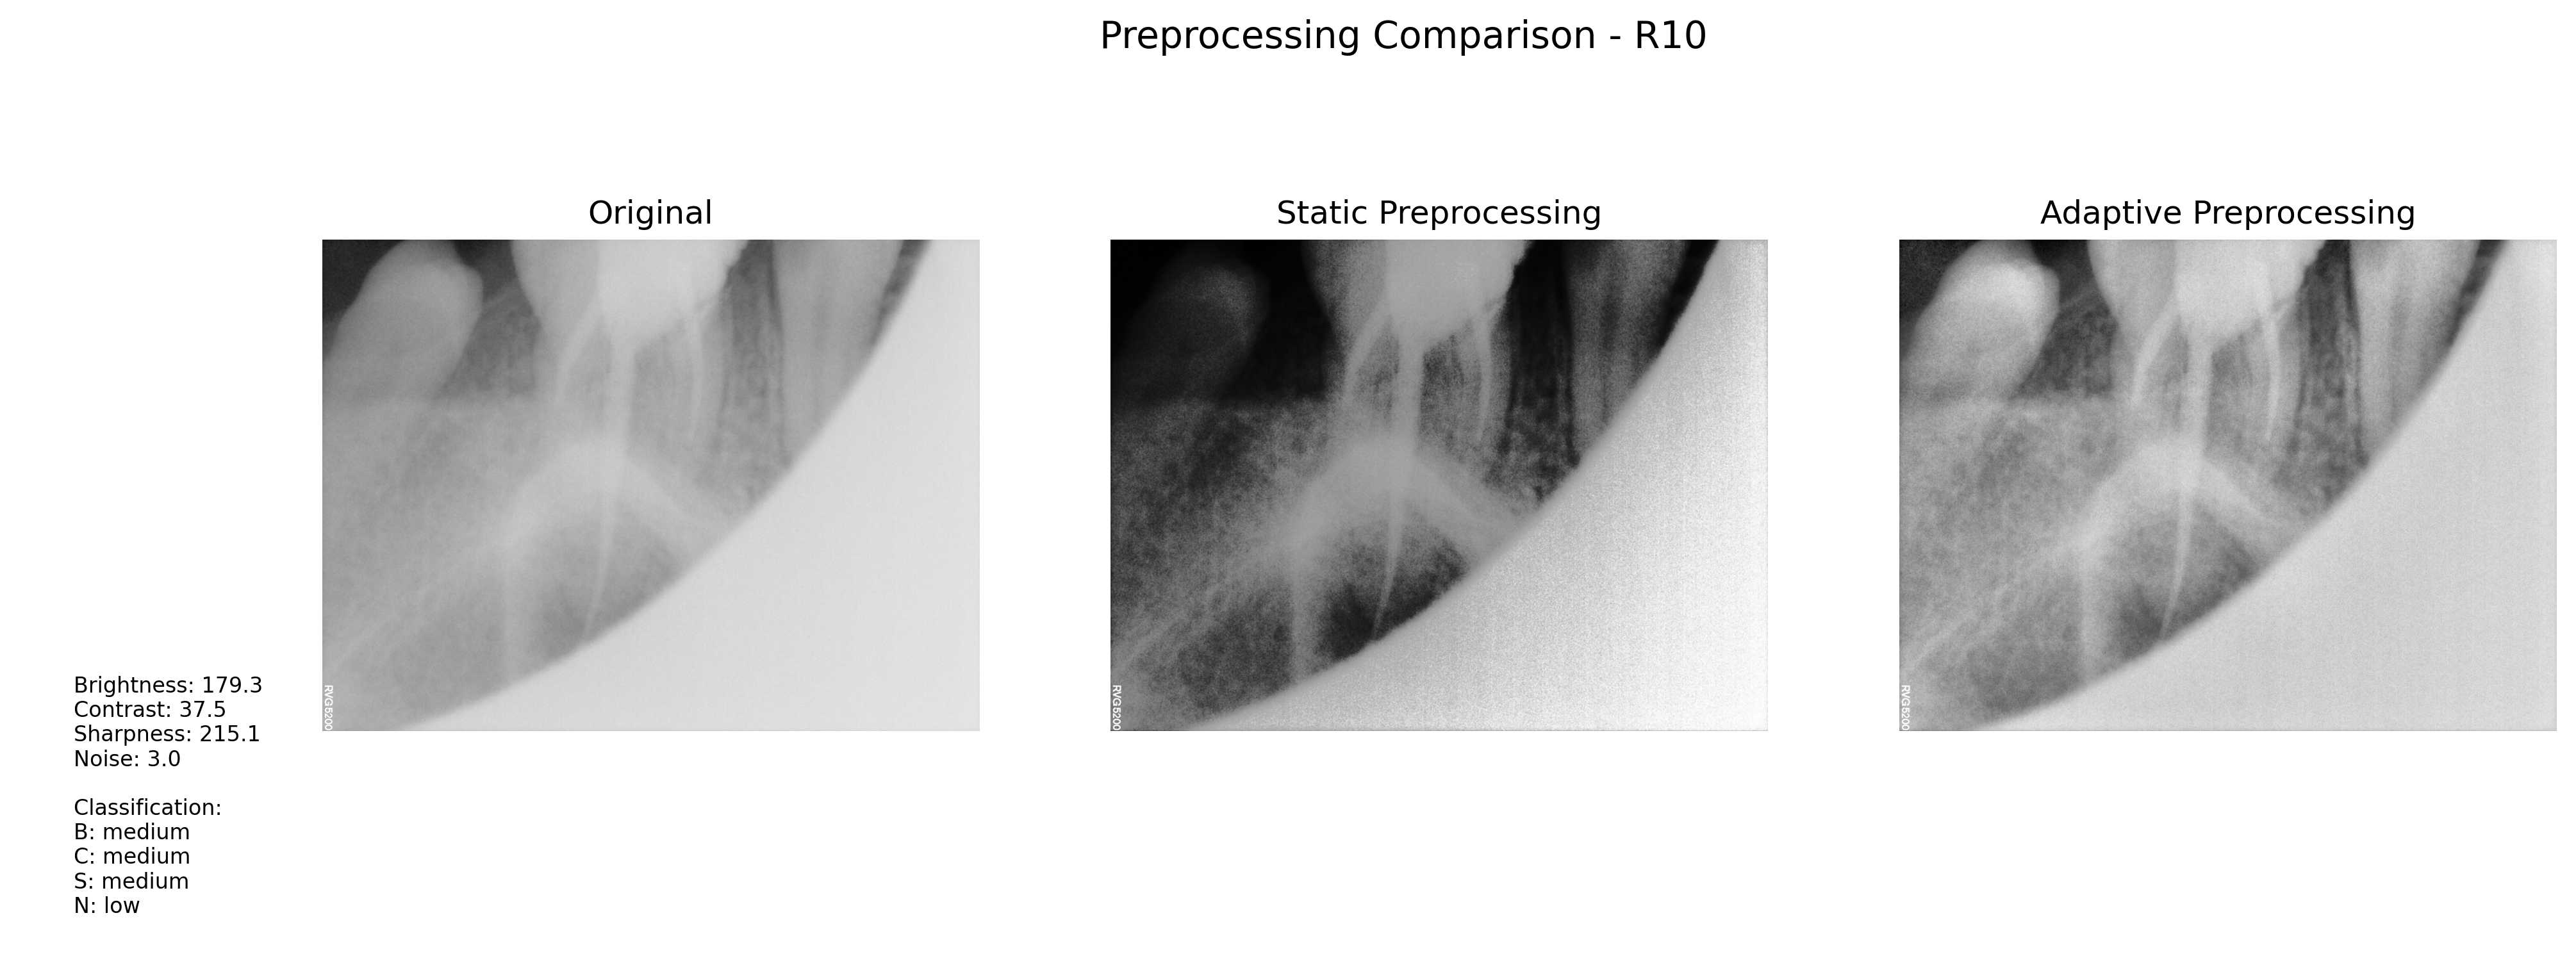 Preprocessing Comparison - R10
Original
Static Preprocessing
Adaptive Preprocessing
RVG5200
RVG5200
RVG5200
Brightness: 179.3
Contrast: 37.5
Sharpness: 215.1
Noise: 3.0
Classification:
B: medium
C: medium
S: medium
N: low